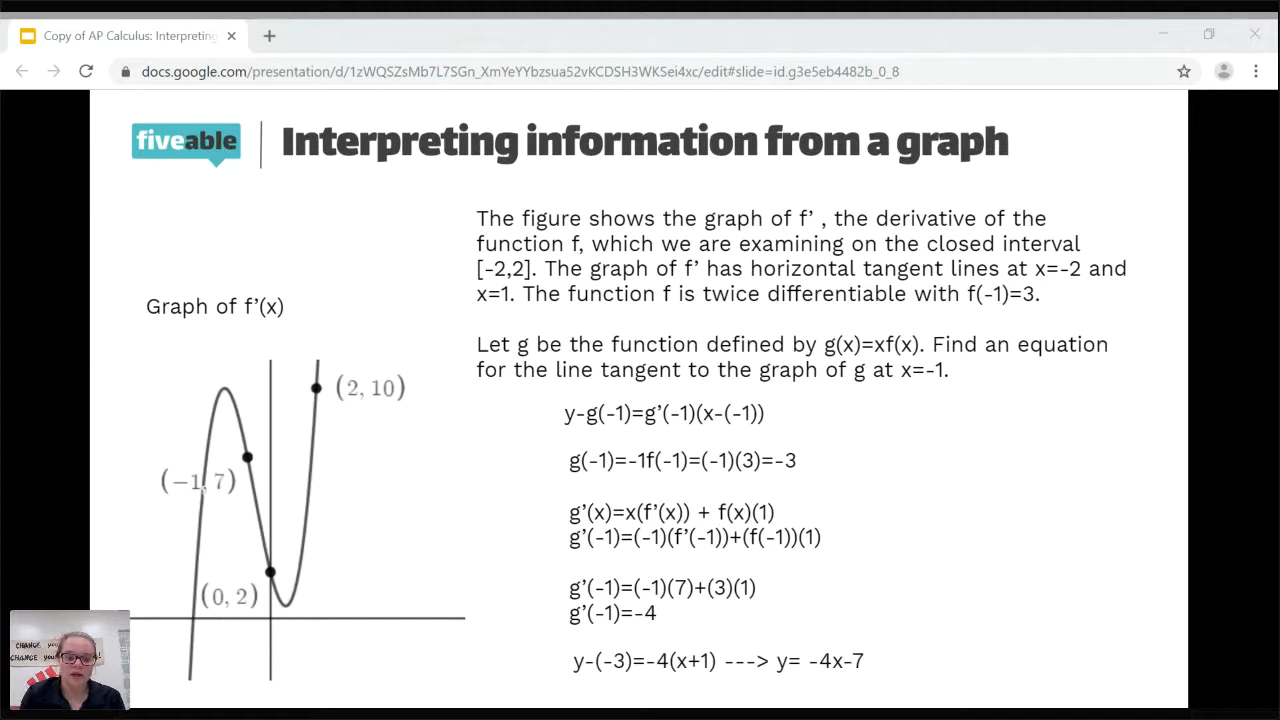 Copy of AP Calculus: Interpreting
docs.google.com/presentation/d/1zWQSZsMb7L7SGn_XmYeYYbzsua52vKCDSH3WKSei4xc/edit#slide=id.g3e5eb4482b_0_8
fiveable
Interpreting information from a graph
The figure shows the graph of f’ , the derivative of the
function f, which we are examining on the closed interval
[-2,2]. The graph of f’ has horizontal tangent lines at x=-2 and
x=1. The function f is twice differentiable with f(-1)=3.
Graph of f’(x)
Let g be the function defined by g(x)=xf(x). Find an equation
for the line tangent to the graph of g at x=-1.
(2, 10)
(−1, 7)
(0, 2)
y-g(-1)=g’(-1)(x-(-1))
g(-1)=-1f(-1)=(-1)(3)=-3
g’(x)=x(f’(x)) + f(x)(1)
g’(-1)=(-1)(f’(-1))+(f(-1))(1)
g’(-1)=(-1)(7)+(3)(1)
g’(-1)=-4
y-(-3)=-4(x+1) ---> y= -4x-7
CHANGE
CHANGE